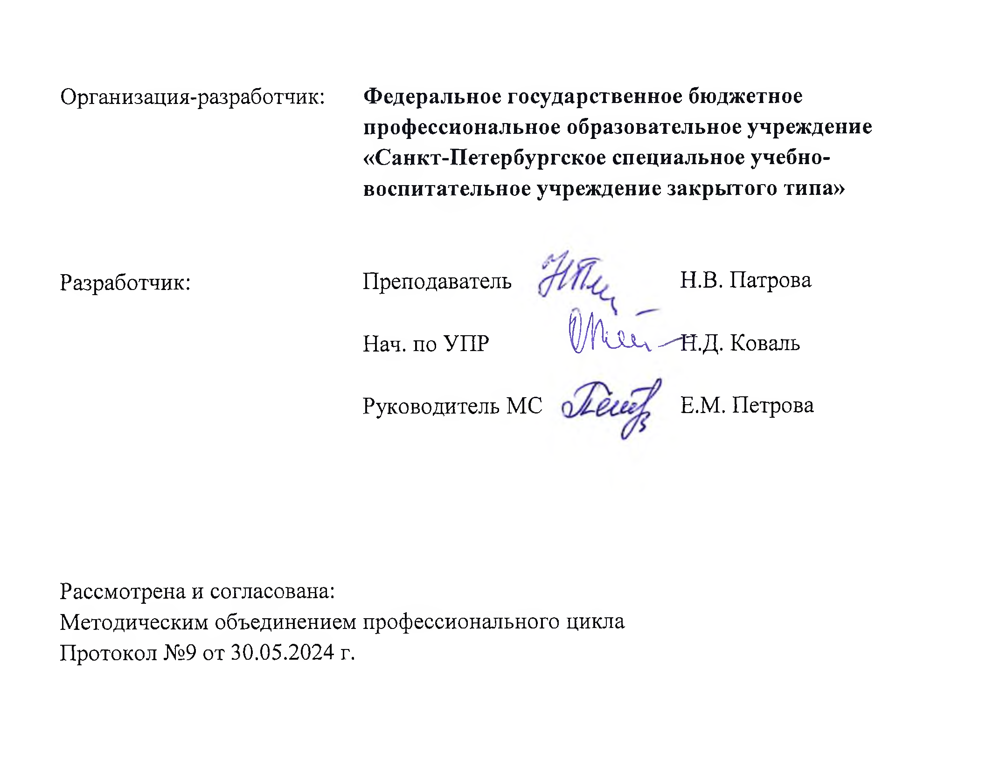 Организация-разработчик: Федеральное государственное бюджетное
профессиональное образовательное учреждение
«Санкт-Петербургское специальное учебно-
воспитательное учреждение закрытого типа»
Разработчик: Преподаватель Н.В. Патрова
Нач. по УПР Н.Д. Коваль
Руководитель МС Е.М. Петрова
Рассмотрена и согласована:
Методическим объединением профессионального цикла
Протокол №9 от 30.05.2024 г.